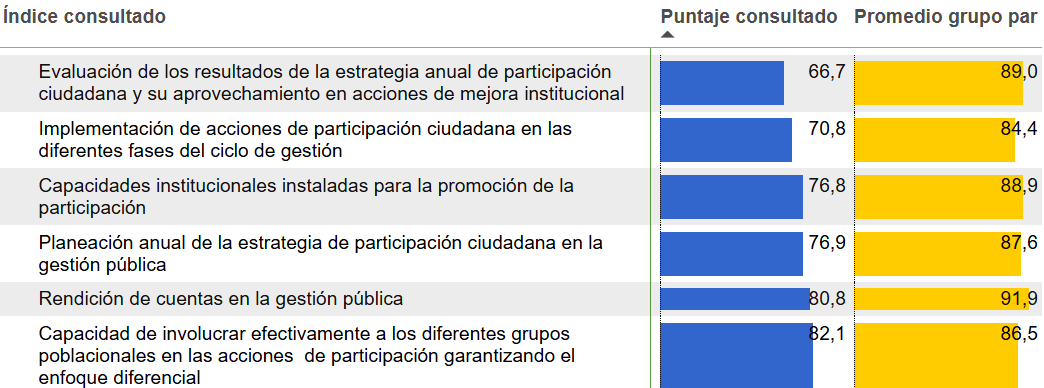 Índice consultado Puntaje consultado Promedio grupo par
Evaluación de los resultados de la estrategia anual de participación 66,7 89,0
ciudadana y su aprovechamiento en acciones de mejora institucional
Implementación de acciones de participación ciudadana en las 70,8 84,4
diferentes fases del ciclo de gestión
Capacidades institucionales instaladas para la promoción de la 76,8 88,9
participación
Planeación anual de la estrategia de participación ciudadana en la 76,9 87,6
gestión pública
Rendición de cuentas en la gestión pública 80,8 91,9
Capacidad de involucrar efectivamente a los diferentes grupos 82,1 86,5
poblacionales en las acciones de participación garantizando el
enfoque diferencial